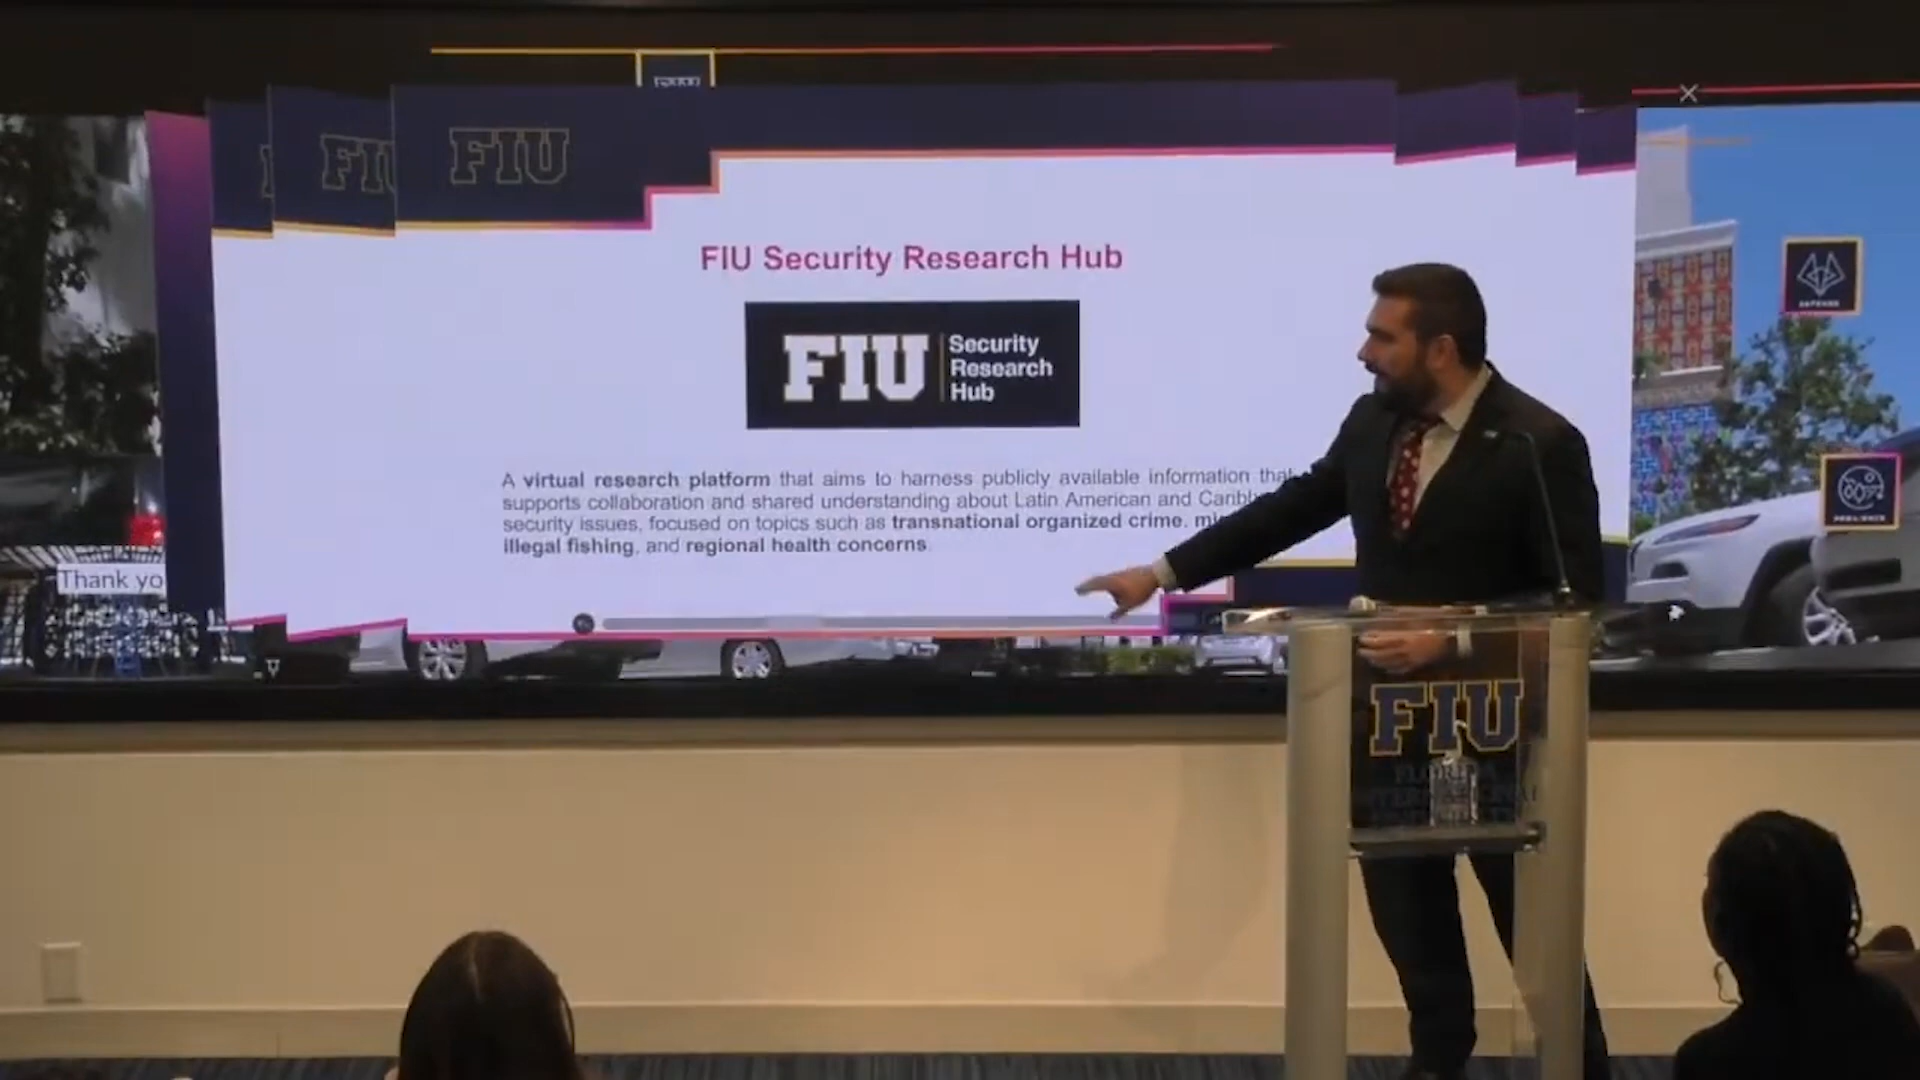 FIU
FIU
FIU Security Research Hub
FIU
Security
Research
Hub
A virtual research platform that aims to harness publicly available information that
supports collaboration and shared understanding about Latin American and
security issues, focused on topics such as transnational organized crime,
illegal fishing, and regional health concerns.
Thank yo
DEFENSE
FIU
FLORIDA